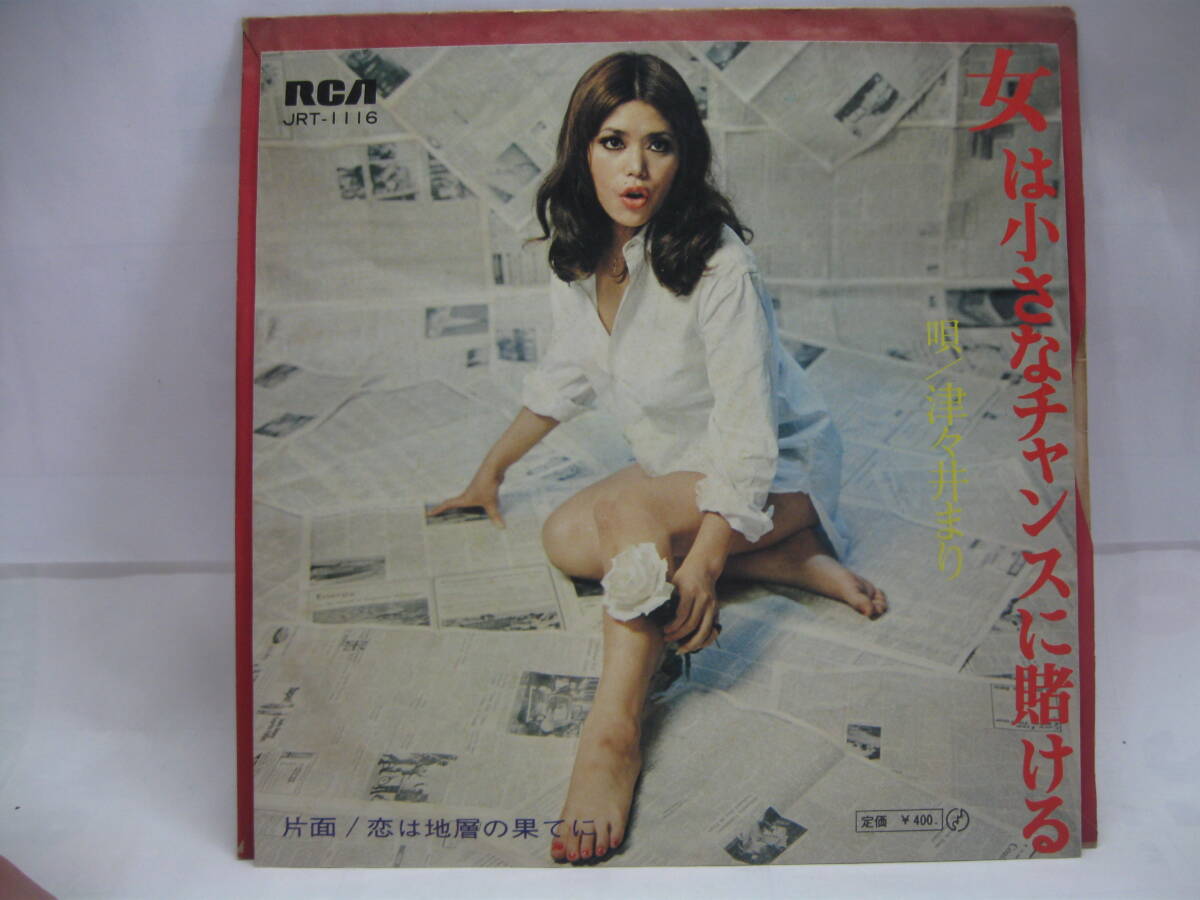 RCA
JRT-1116
女は小さなチャンスに賭ける
唄/津々井まり
片面/恋は地層の果てに
定価 ¥400.